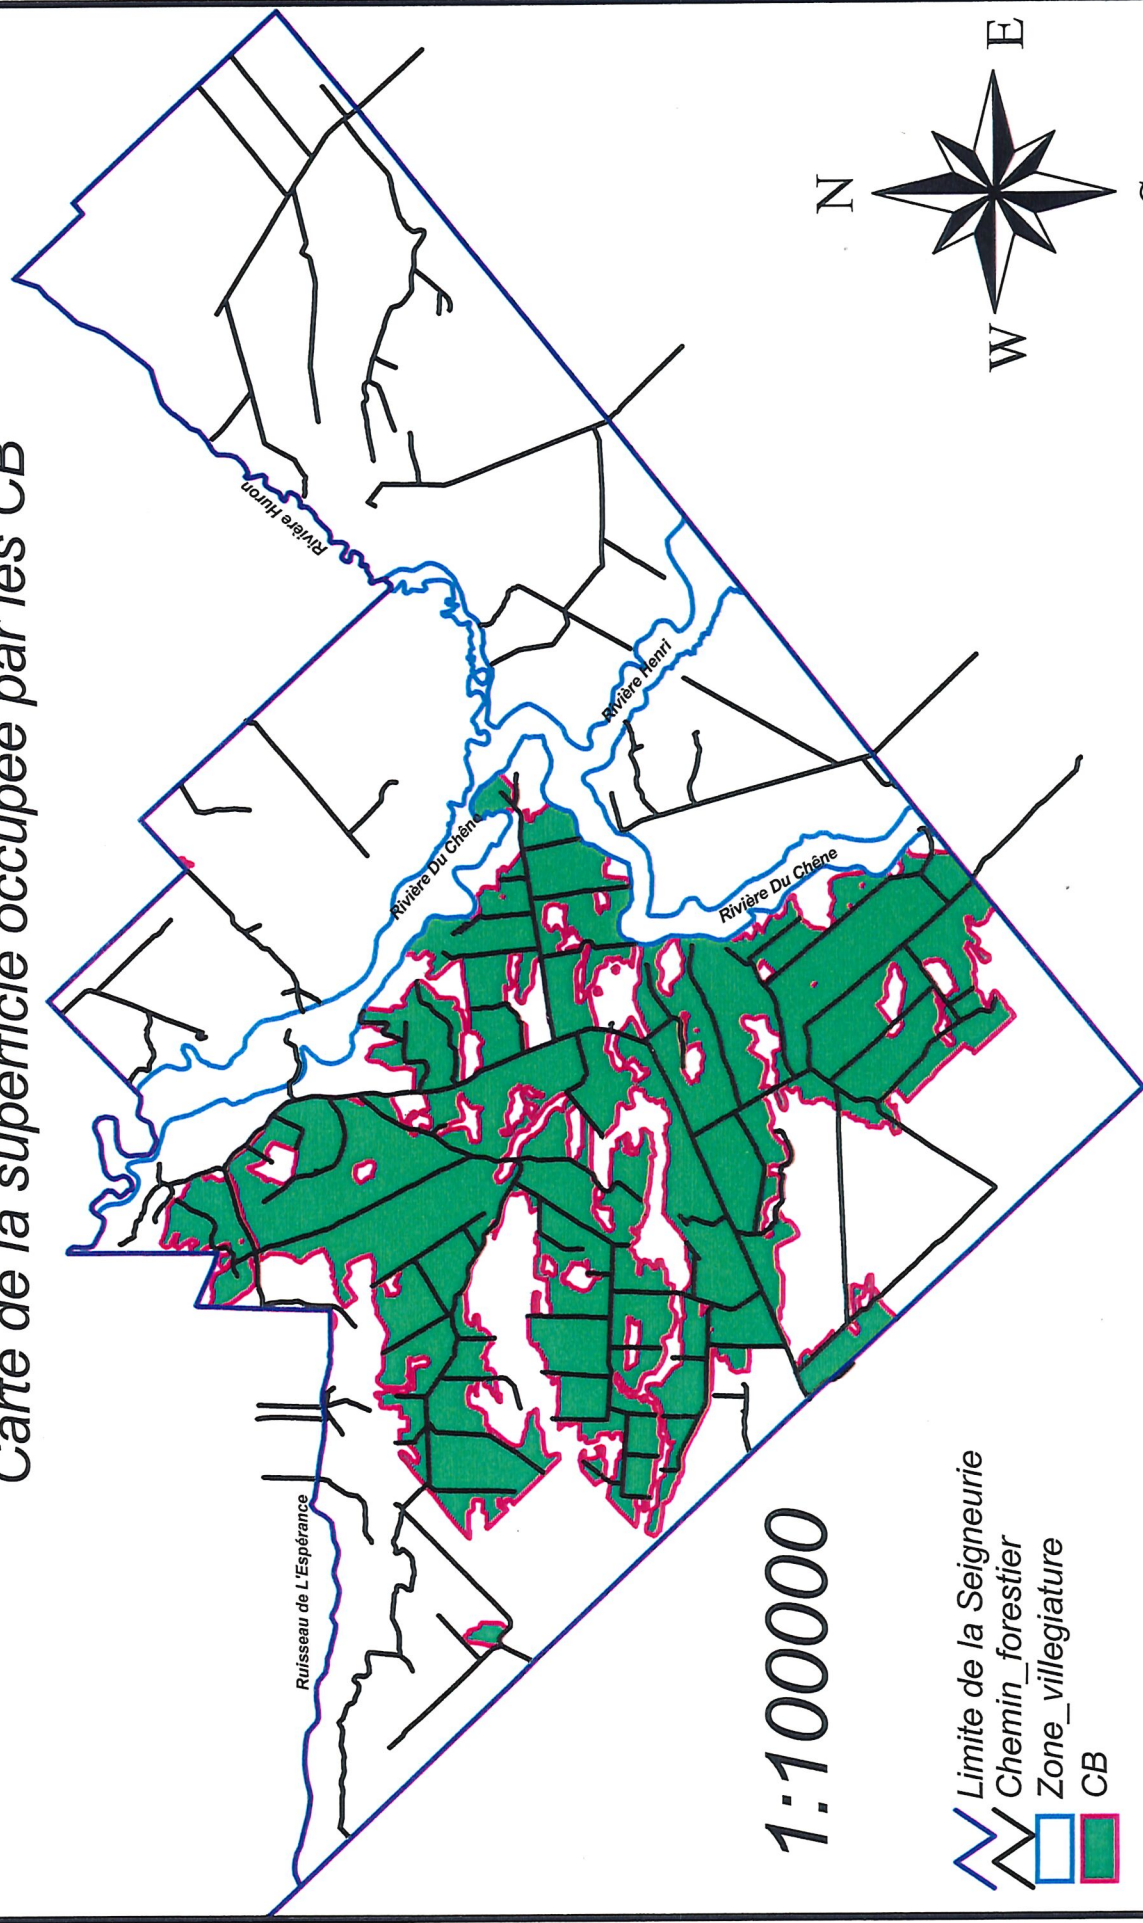 Carte de la superficie occupée par les CB
Rivière Huron
Rivière Henri
Rivière Du Chêne
Rivière Du Chêne
Ruisseau de L'Espérance
N
E
W
1:100000
Limite de la Seigneurie
Chemin_forestier
Zone_villegiature
CB